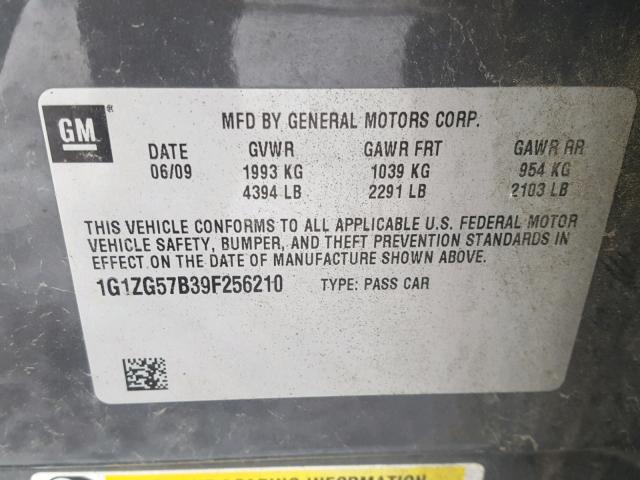 GM®
MFD BY GENERAL MOTORS CORP.
DATE GVWR GAWR FRT GAWR RR
06/09 1993 KG 1039 KG 954 KG
4394 LB 2291 LB 2103 LB
THIS VEHICLE CONFORMS TO ALL APPLICABLE U.S. FEDERAL MOTOR
VEHICLE SAFETY, BUMPER, AND THEFT PREVENTION STANDARDS IN
EFFECT ON THE DATE OF MANUFACTURE SHOWN ABOVE.
1G1ZG57B39F256210 TYPE: PASS CAR
LOADING INFORMATION